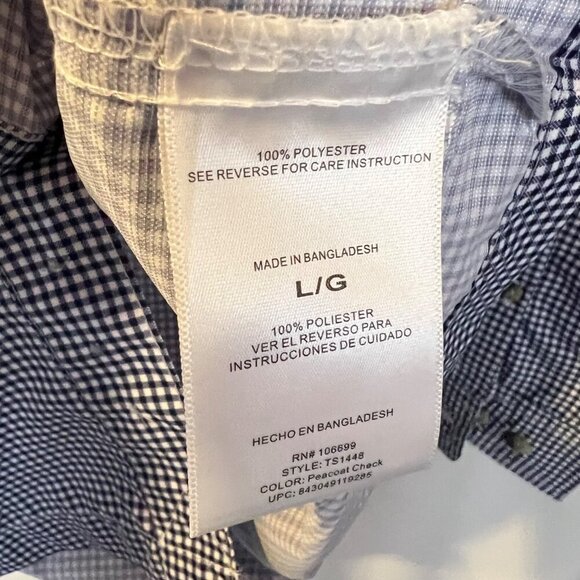 100% POLYESTER
SEE REVERSE FOR CARE INSTRUCTION
MADE IN BANGLADESH
L/G
100% POLIESTER
VER EL REVERSO PARA
INSTRUCCIONES DE CUIDADO
HECHO EN BANGLADESH
RN# 106699
STYLE: TS1448
COLOR: Peacoat Check
UPC: 843049119285